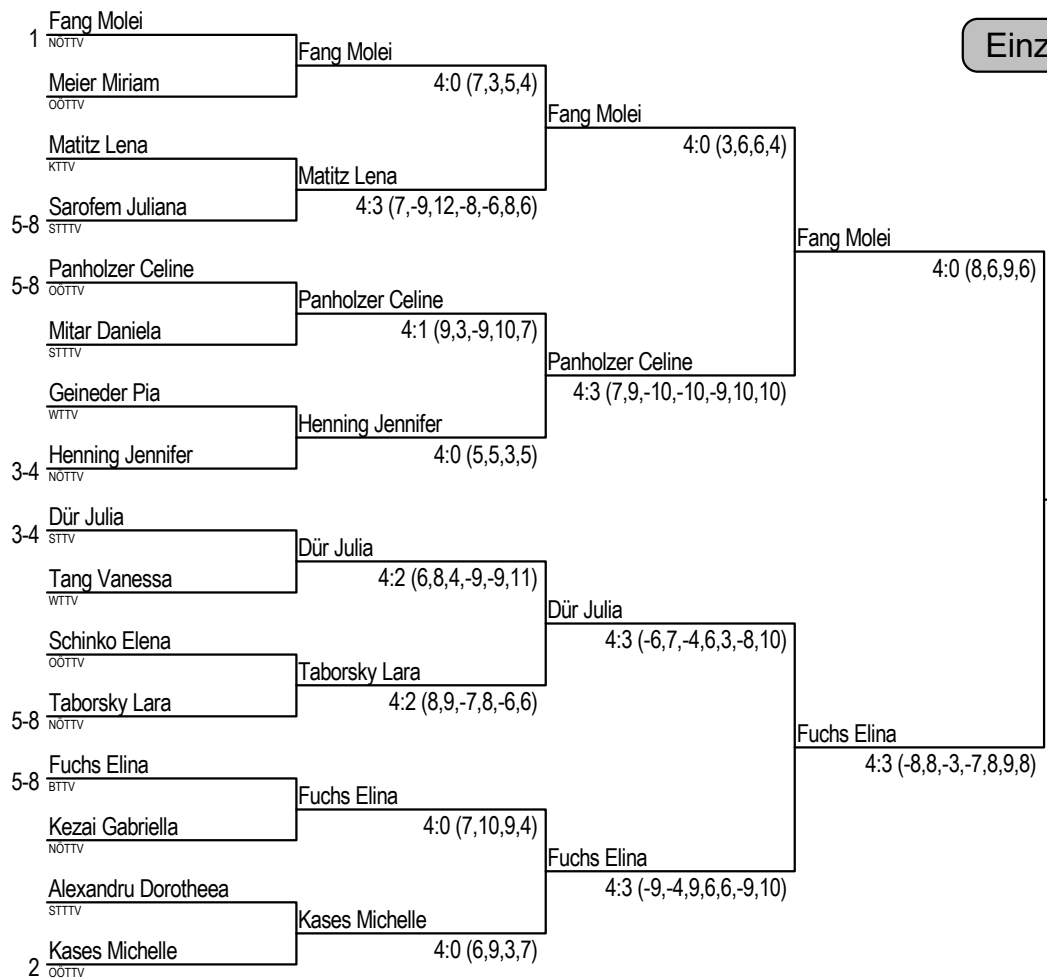 Fang Molei
1
NÖTTV
Fang Molei
Einz
Meier Miriam
4:0 (7,3,5,4)
OÖTTV
Fang Molei
Matitz Lena
4:0 (3,6,6,4)
KTTV
Matitz Lena
Sarofem Juliana
4:3 (7,-9,12,-8,-6,8,6)
5-8
STTTV
Fang Molei
Panholzer Celine
4:0 (8,6,9,6)
5-8
OÖTTV
Panholzer Celine
Mitar Daniela
4:1 (9,3,-9,10,7)
STTTV
Panholzer Celine
Geineder Pia
4:3 (7,9,-10,-10,-9,10,10)
WTTV
Henning Jennifer
Henning Jennifer
4:0 (5,5,3,5)
3-4
NÖTTV
Dür Julia
3-4
STTV
Dür Julia
Tang Vanessa
4:2 (6,8,4,-9,-9,11)
WTTV
Dür Julia
Schinko Elena
4:3 (-6,7,-4,6,3,-8,10)
OÖTTV
Taborsky Lara
Taborsky Lara
4:2 (8,9,-7,8,-6,6)
5-8
NÖTTV
Fuchs Elina
Fuchs Elina
4:3 (-8,8,-3,-7,8,9,8)
5-8
BTTV
Fuchs Elina
Kezai Gabriella
4:0 (7,10,9,4)
NÖTTV
Fuchs Elina
Alexandru Dorotheea
4:3 (-9,-4,9,6,6,-9,10)
STTTV
Kases Michelle
Kases Michelle
4:0 (6,9,3,7)
2
OÖTTV